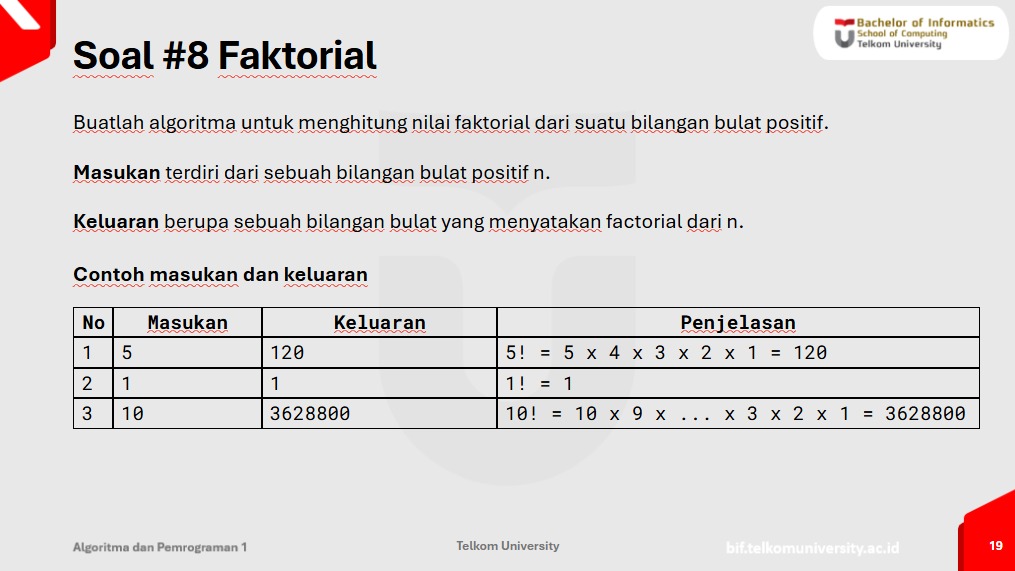 Bachelor of Informatics
School of Computing
Telkom University
Soal #8 Faktorial
Buatlah algoritma untuk menghitung nilai faktorial dari suatu bilangan bulat positif.
Masukan terdiri dari sebuah bilangan bulat positif n.
Keluaran berupa sebuah bilangan bulat yang menyatakan factorial dari n.
Contoh masukan dan keluaran
No Masukan Keluaran Penjelasan
1 5 120 5! = 5 x 4 x 3 x 2 x 1 = 120
2 1 1 1! = 1
3 10 3628800 10! = 10 x 9 x ... x 3 x 2 x 1 = 3628800
Algoritma dan Pemrograman 1 Telkom University bif.telkomuniversity.ac.id 19